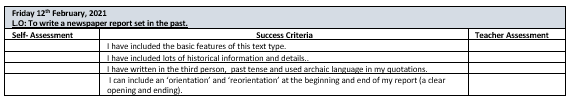 Friday 12th February, 2021
L.O: To write a newspaper report set in the past.
Self- Assessment Success Criteria Teacher Assessment
I have included the basic features of this text type.
I have included lots of historical information and details..
I have written in the third person, past tense and used archaic language in my quotations.
I can include an 'orientation' and 'reorientation' at the beginning and end of my report (a clear
opening and ending).